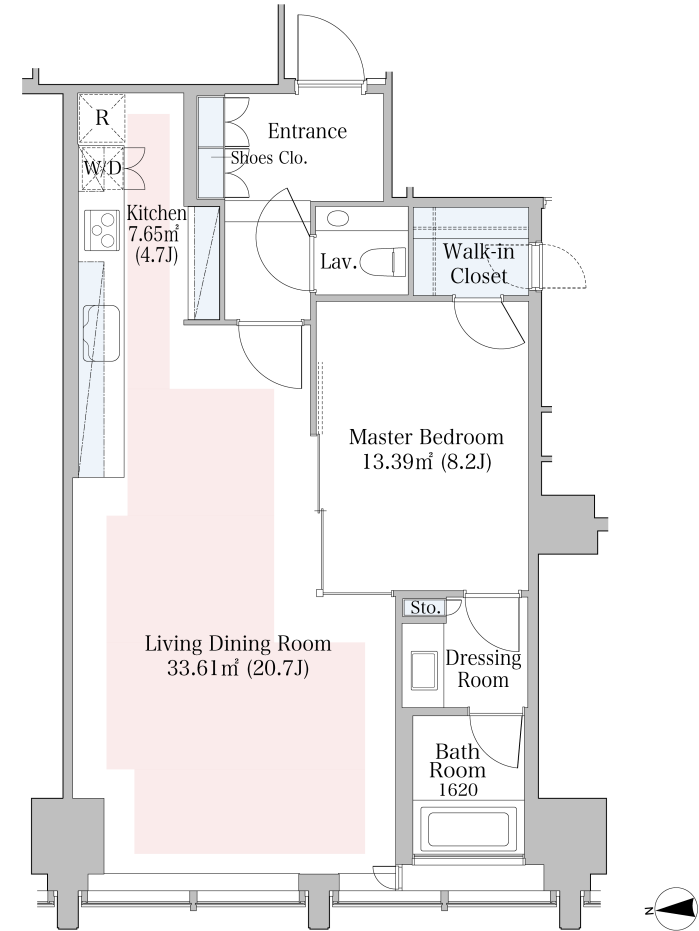 R
Entrance
Shoes Clo.
W/D
Kitchen
7.65㎡
(4.7J)
Lav.
Walk-in
Closet
Master Bedroom
13.39㎡ (8.2J)
Sto.
Living Dining Room
33.61㎡ (20.7J)
Dressing
Room
Bath
Room
1620
N